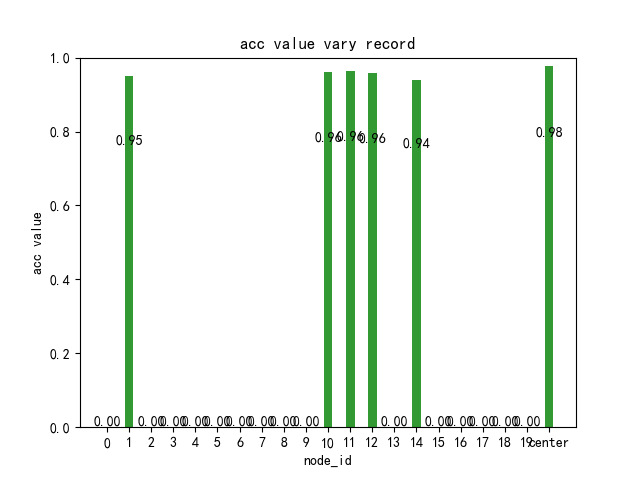 acc value vary record
acc value
1.0
0.8
0.6
0.4
0.2
0.0
0.00 0.95 0.00 0.00 0.00 0.00 0.00 0.00 0.00 0.00 0.96 0.96 0.96 0.00 0.94 0.00 0.00 0.00 0.00 0.00 0.98
0 1 2 3 4 5 6 7 8 9 10 11 12 13 14 15 16 17 18 19 center
node_id